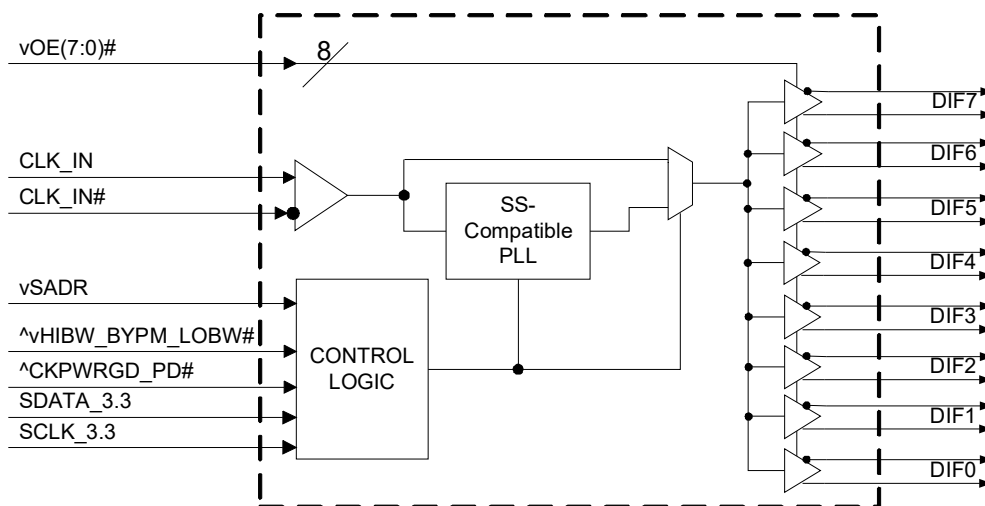 vOE(7:0)#
8
CLK_IN
CLK_IN#
SS-
Compatible
PLL
vSADR
^vHIBW_BYPM_LOBW#
^CKPWRGD_PD#
SDATA_3.3
SCLK_3.3
CONTROL
LOGIC
DIF7
DIF6
DIF5
DIF4
DIF3
DIF2
DIF1
DIF0